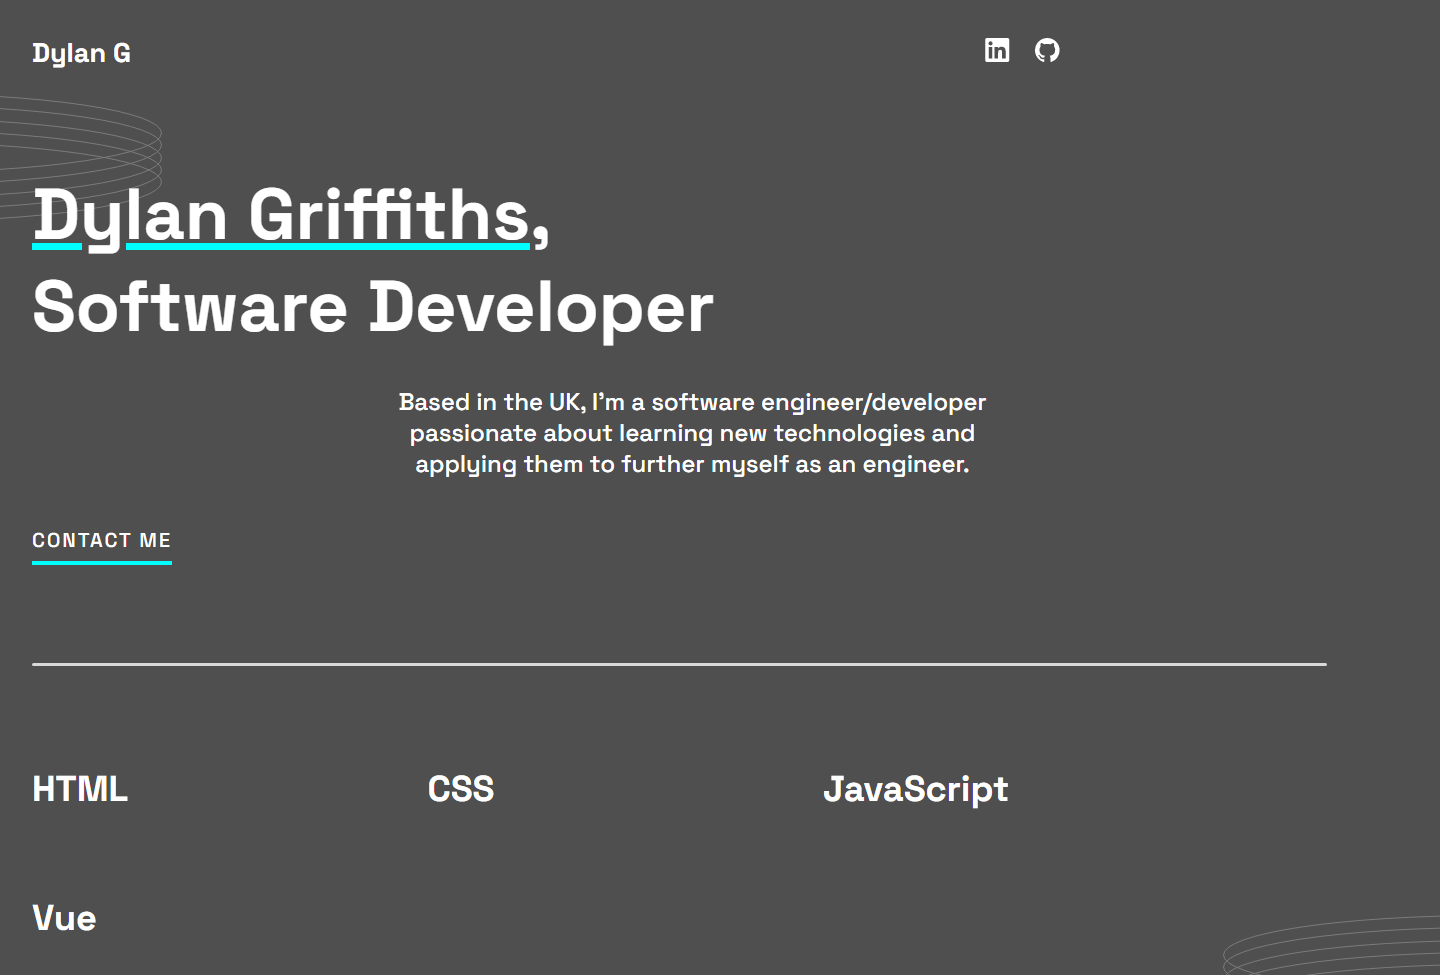 Dylan G
Dylan Griffiths,
Software Developer
Based in the UK, I'm a software engineer/developer
passionate about learning new technologies and
applying them to further myself as an engineer.
CONTACT ME
HTML
CSS
JavaScript
Vue